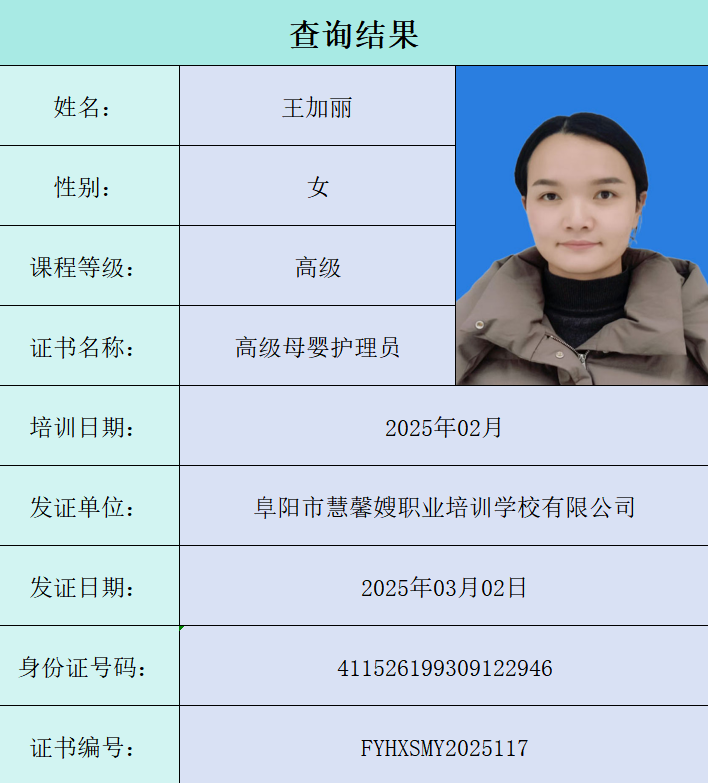 查询结果
姓名： 王加丽
性别： 女
课程等级： 高级
证书名称： 高级母婴护理员
培训日期： 2025年02月
发证单位： 阜阳市慧馨嫂职业培训学校有限公司
发证日期： 2025年03月02日
身份证号码： 411526199309122946
证书编号： FYHXSMY2025117